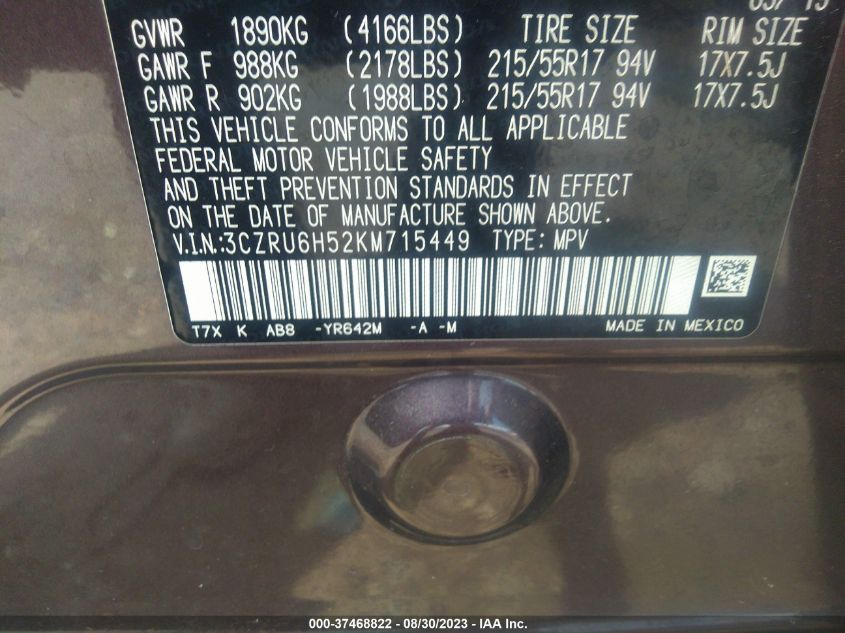 GVWR 1890KG (4166LBS) TIRE SIZE RIM SIZE
GAWR F 988KG (2178LBS) 215/55R17 94V 17X7.5J
GAWR R 902KG (1988LBS) 215/55R17 94V 17X7.5J
THIS VEHICLE CONFORMS TO ALL APPLICABLE
FEDERAL MOTOR VEHICLE SAFETY
AND THEFT PREVENTION STANDARDS IN EFFECT
ON THE DATE OF MANUFACTURE SHOWN ABOVE.
V.I.N.:3CZRU6H52KM715449 TYPE: MPV
T7X K AB8 -YR642M -A -M MADE IN MEXICO
000-37468822 - 08/30/2023 - IAA Inc.